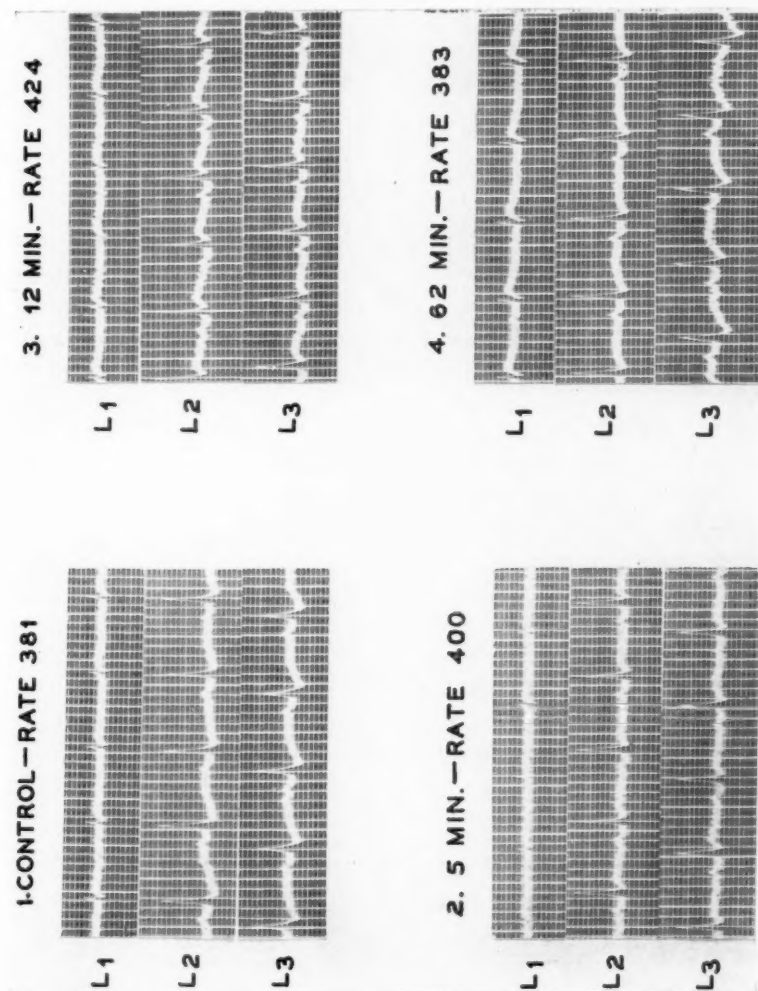 1.CONTROL—RATE 381
L1
L2
L3
2. 5 MIN.—RATE 400
L1
L2
L3
3. 12 MIN.—RATE 424
L1
L2
L3
4. 62 MIN.—RATE 383
L1
L2
L3